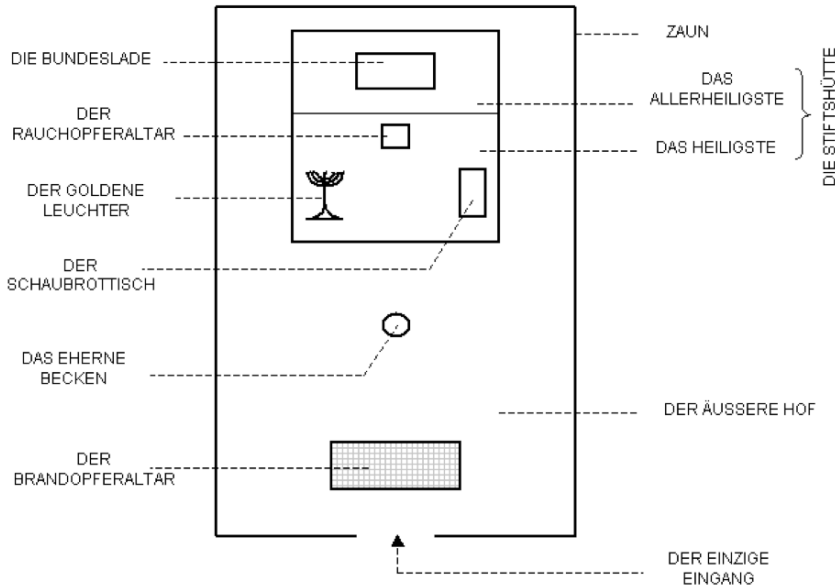 DIE BUNDESLADE
DER
RAUCHOPFERALTAR
DER GOLDENE
LEUCHTER
DER
SCHAUBROTTISCH
DAS EHERNE
BECKEN
DER
BRANDOPFERALTAR
ZAUN
DAS
ALLERHEILIGSTE
DAS HEILIGSTE
DIE STIFTSHÜTTE
DER ÄUSSERE HOF
DER EINZIGE
EINGANG